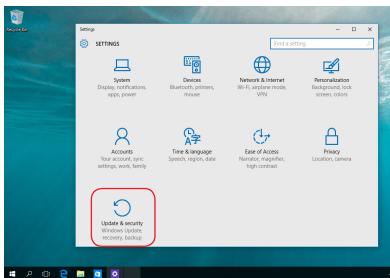 Recycle Bin
Settings
SETTINGS
Find a setting
System
Display, notifications,
apps, power
Devices
Bluetooth, printers,
mouse
Network & Internet
Wi-Fi, airplane mode,
VPN
Personalization
Background, lock
screen, colors
Accounts
Your account, sync
settings, work, family
Time & language
Speech, region, date
Ease of Access
Narrator, magnifier,
high contrast
Privacy
Location, camera
Update & security
Windows Update,
recovery, backup